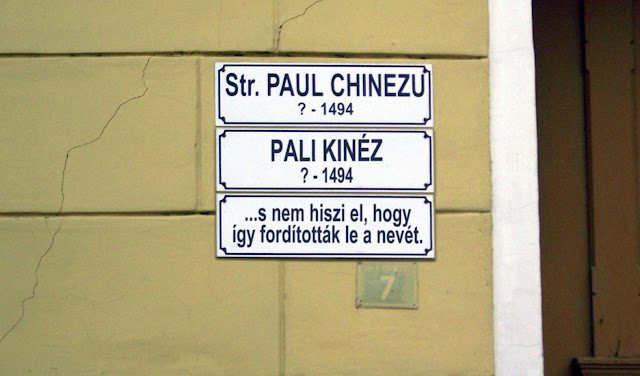 Str. PAUL CHINEZU
? - 1494
PALI KINÉZ
? - 1494
...s nem hiszi el, hogy
így fordították le a nevét.
7